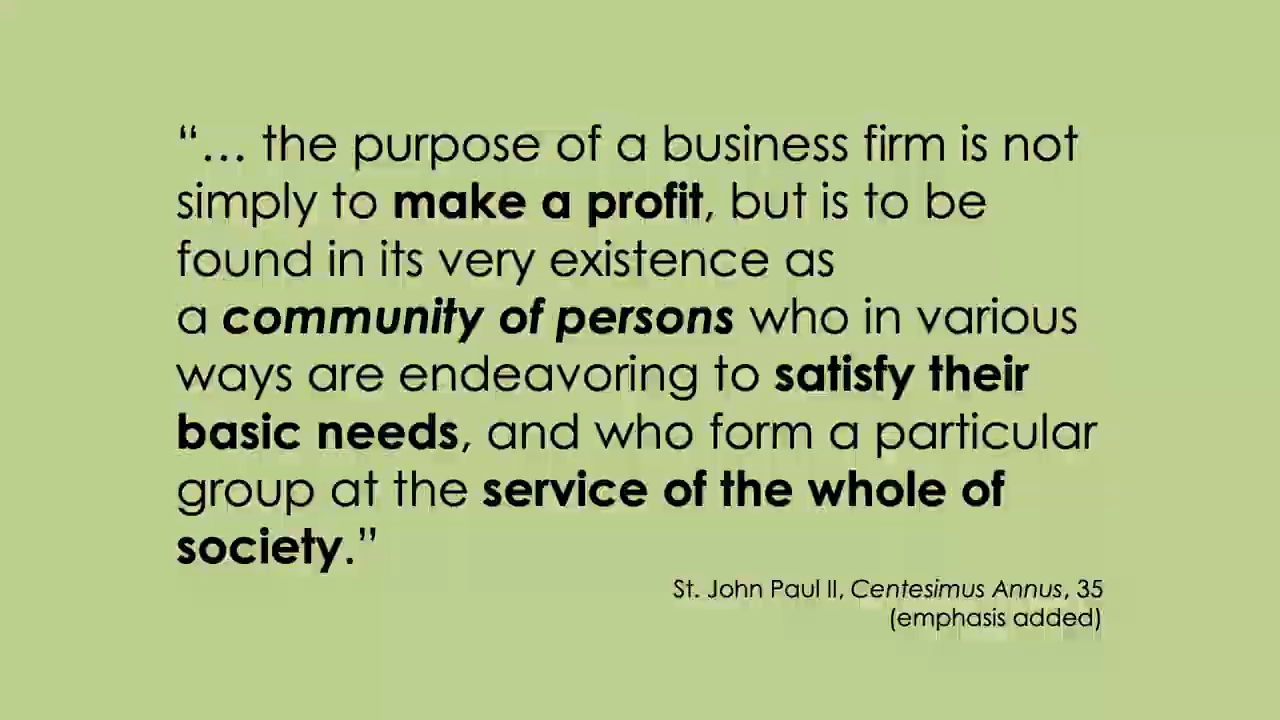 “… the purpose of a business firm is not
simply to make a profit, but is to be
found in its very existence as
a community of persons who in various
ways are endeavoring to satisfy their
basic needs, and who form a particular
group at the service of the whole of
society.”
St. John Paul II, Centesimus Annus, 35
(emphasis added)